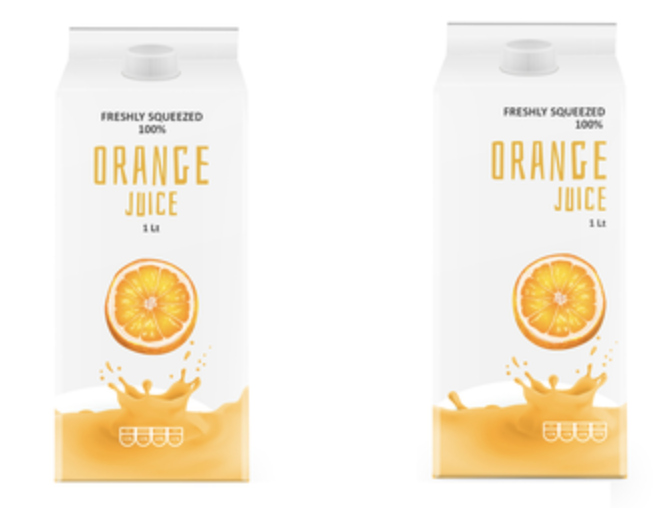 FRESHLY SQUEEZED
100%
ORANGE
JUICE
1 Lt
FRESHLY SQUEEZED
100%
ORANGE
JUICE
1 Lt